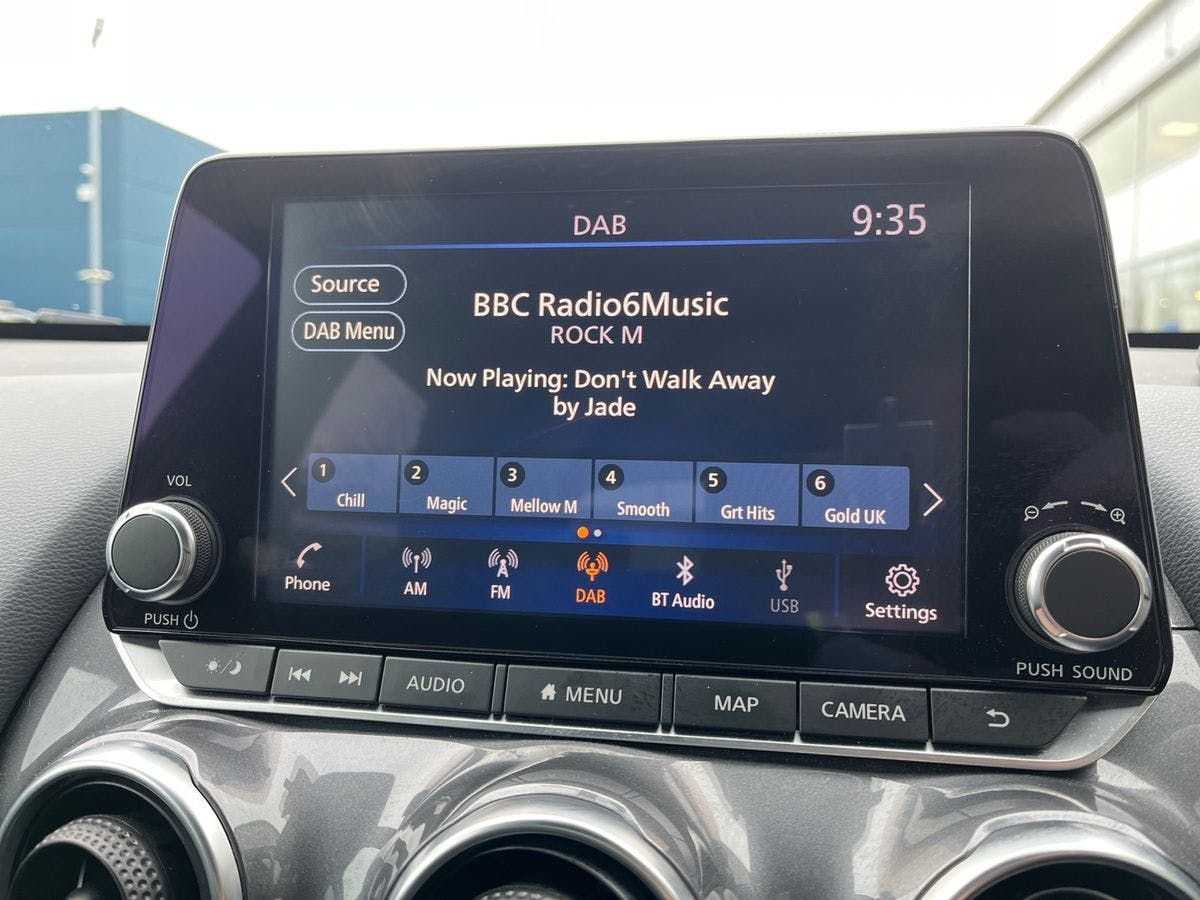 DAB
9:35
Source
DAB Menu
BBC Radio6Music
ROCK M
Now Playing: Don't Walk Away
by Jade
1 Chill
2 Magic
3 Mellow M
4 Smooth
5 Grt Hits
6 Gold UK
Phone
AM
FM
DAB
BT Audio
USB
Settings
VOL
PUSH
PUSH SOUND
AUDIO
MENU
MAP
CAMERA